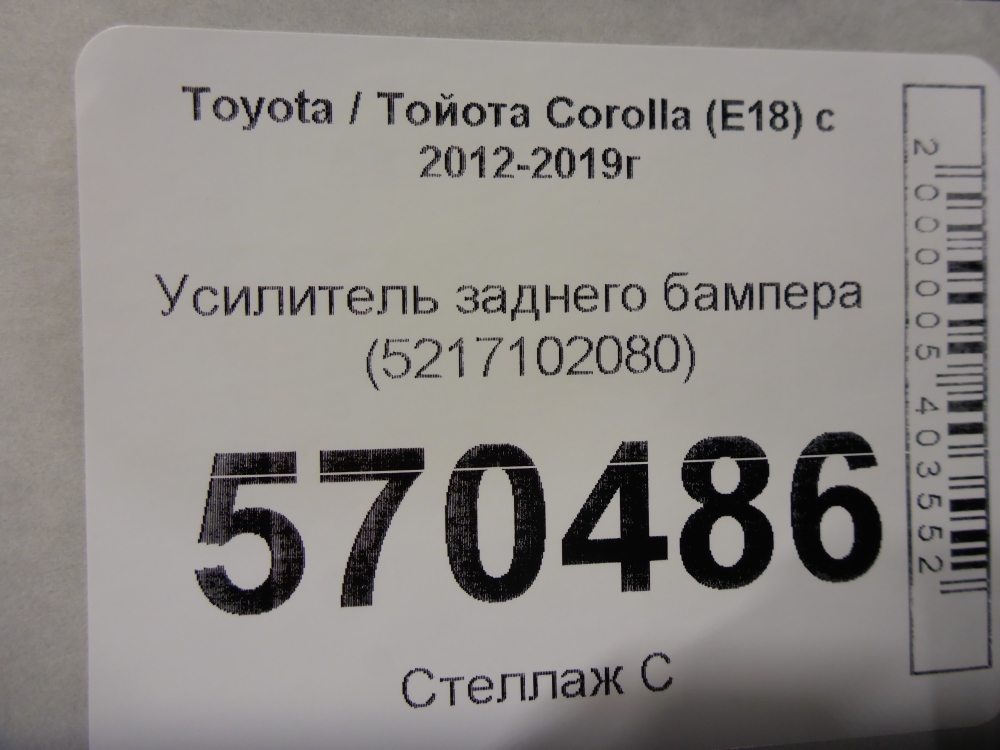 Toyota / Тойота Corolla (E18) с
2012-2019г
Усилитель заднего бампера
(5217102080)
570486
Стеллаж С
2000005403552